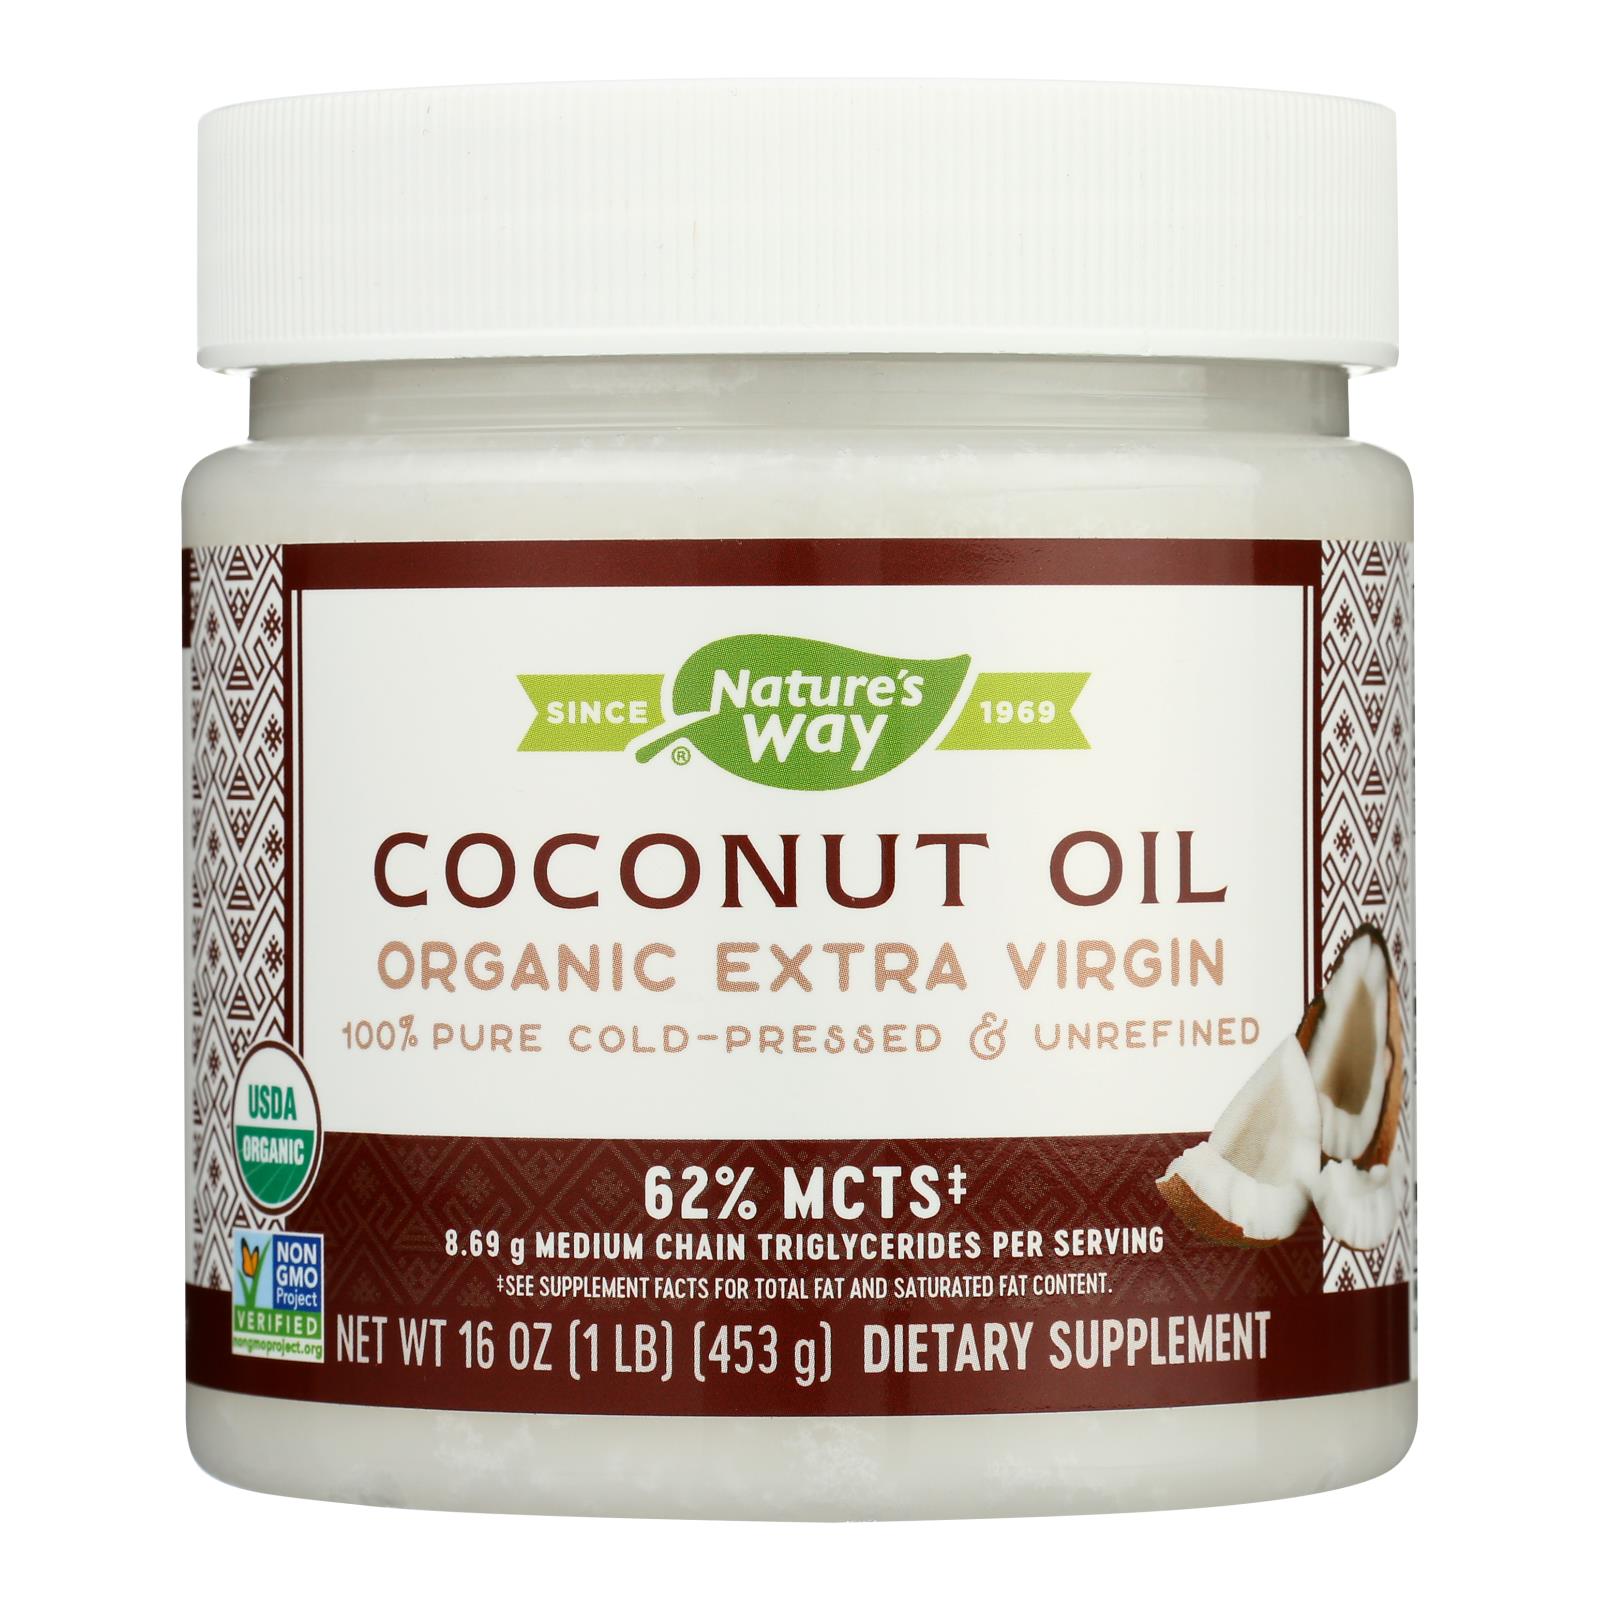 SINCE Nature's Way ® 1969
COCONUT OIL
ORGANIC EXTRA VIRGIN
100% PURE COLD-PRESSED & UNREFINED
USDA
ORGANIC
62% MCTS‡
8.69 g MEDIUM CHAIN TRIGLYCERIDES PER SERVING
‡SEE SUPPLEMENT FACTS FOR TOTAL FAT AND SATURATED FAT CONTENT.
NON
GMO
Project
VERIFIED
nongmoproject.org
NET WT 16 OZ (1 LB) (453 g) DIETARY SUPPLEMENT